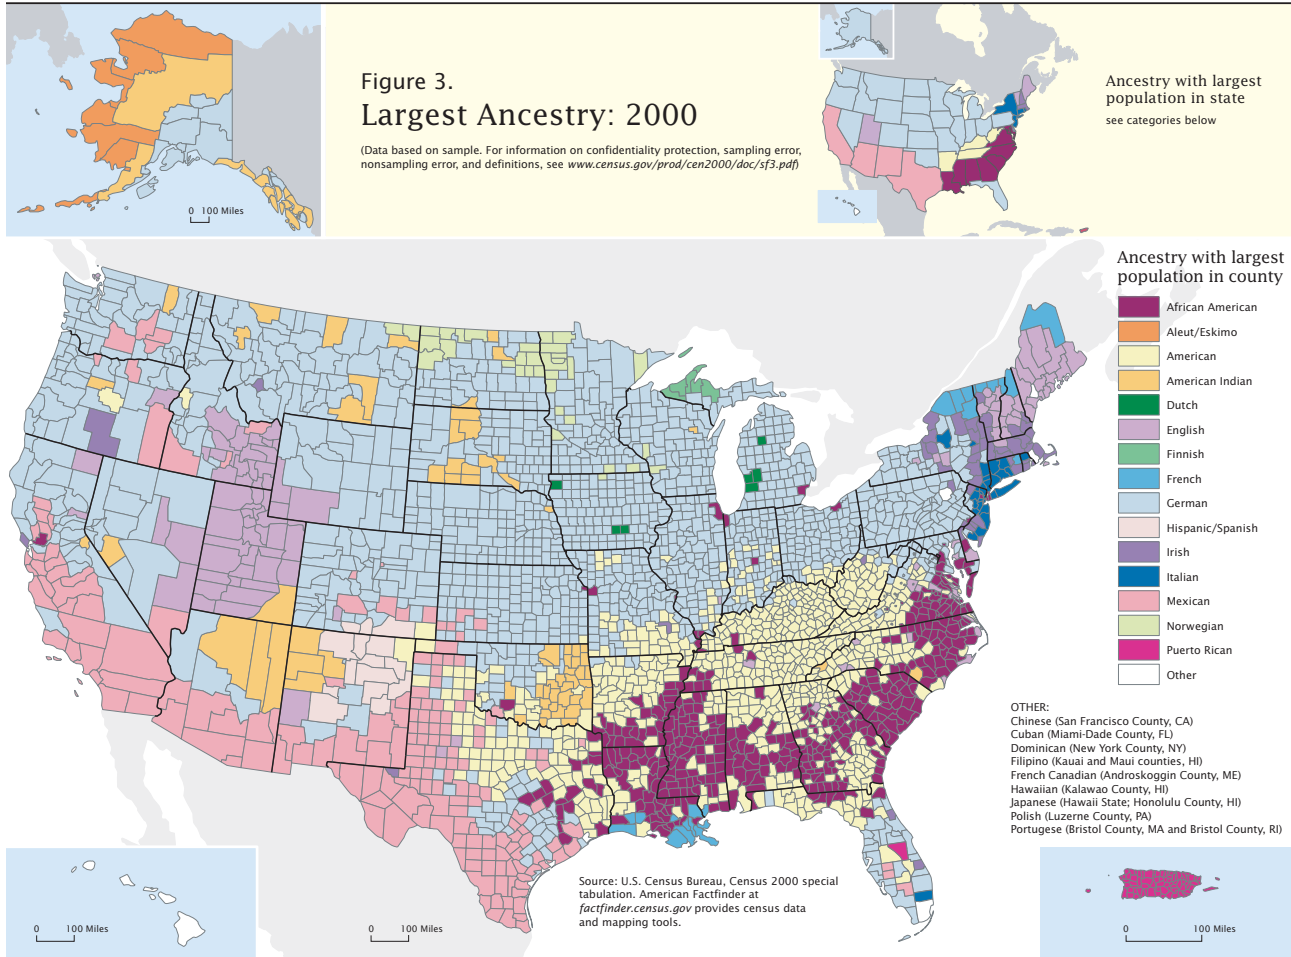 Figure 3.
Largest Ancestry: 2000
(Data based on sample. For information on confidentiality protection, sampling error,
nonsampling error, and definitions, see www.census.gov/prod/cen2000/doc/sf3.pdf)
Ancestry with largest
population in state
see categories below
0 100 Miles
Ancestry with largest
population in county
African American
Aleut/Eskimo
American
American Indian
Dutch
English
Finnish
French
German
Hispanic/Spanish
Irish
Italian
Mexican
Norwegian
Puerto Rican
Other
OTHER:
Chinese (San Francisco County, CA)
Cuban (Miami-Dade County, FL)
Dominican (New York County, NY)
Filipino (Kauai and Maui counties, HI)
French Canadian (Androskoggin County, ME)
Hawaiian (Kalawao County, HI)
Japanese (Hawaii State; Honolulu County, HI)
Polish (Luzerne County, PA)
Portugese (Bristol County, MA and Bristol County, RI)
Source: U.S. Census Bureau, Census 2000 special
tabulation. American Factfinder at
factfinder.census.gov provides census data
and mapping tools.
0 100 Miles
0 100 Miles
0 100 Miles